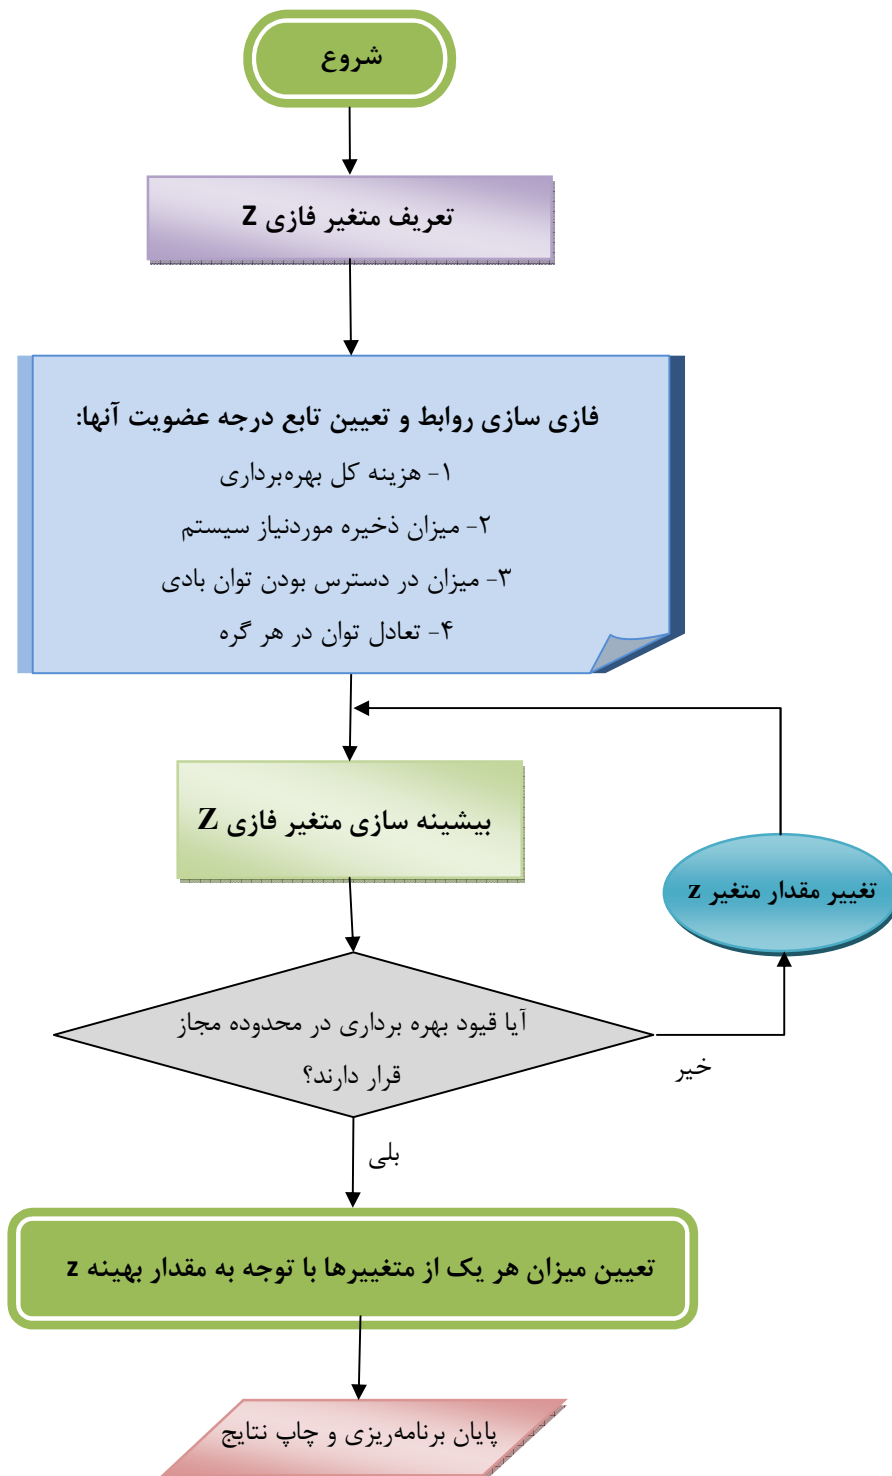 شروع
تعریف متغیر فازی Z
فازی سازی روابط و تعیین تابع درجه عضویت آنها:
۱- هزینه کل بهره‌برداری
۲- میزان ذخیره موردنیاز سیستم
۳- میزان در دسترس بودن توان بادی
۴- تعادل توان در هر گره
بیشینه سازی متغیر فازی Z
تغییر مقدار متغیر z
آیا قیود بهره برداری در محدوده مجاز
قرار دارند؟
خیر
بلی
تعیین میزان هر یک از متغییرها با توجه به مقدار بهینه z
پایان برنامه‌ریزی و چاپ نتایج